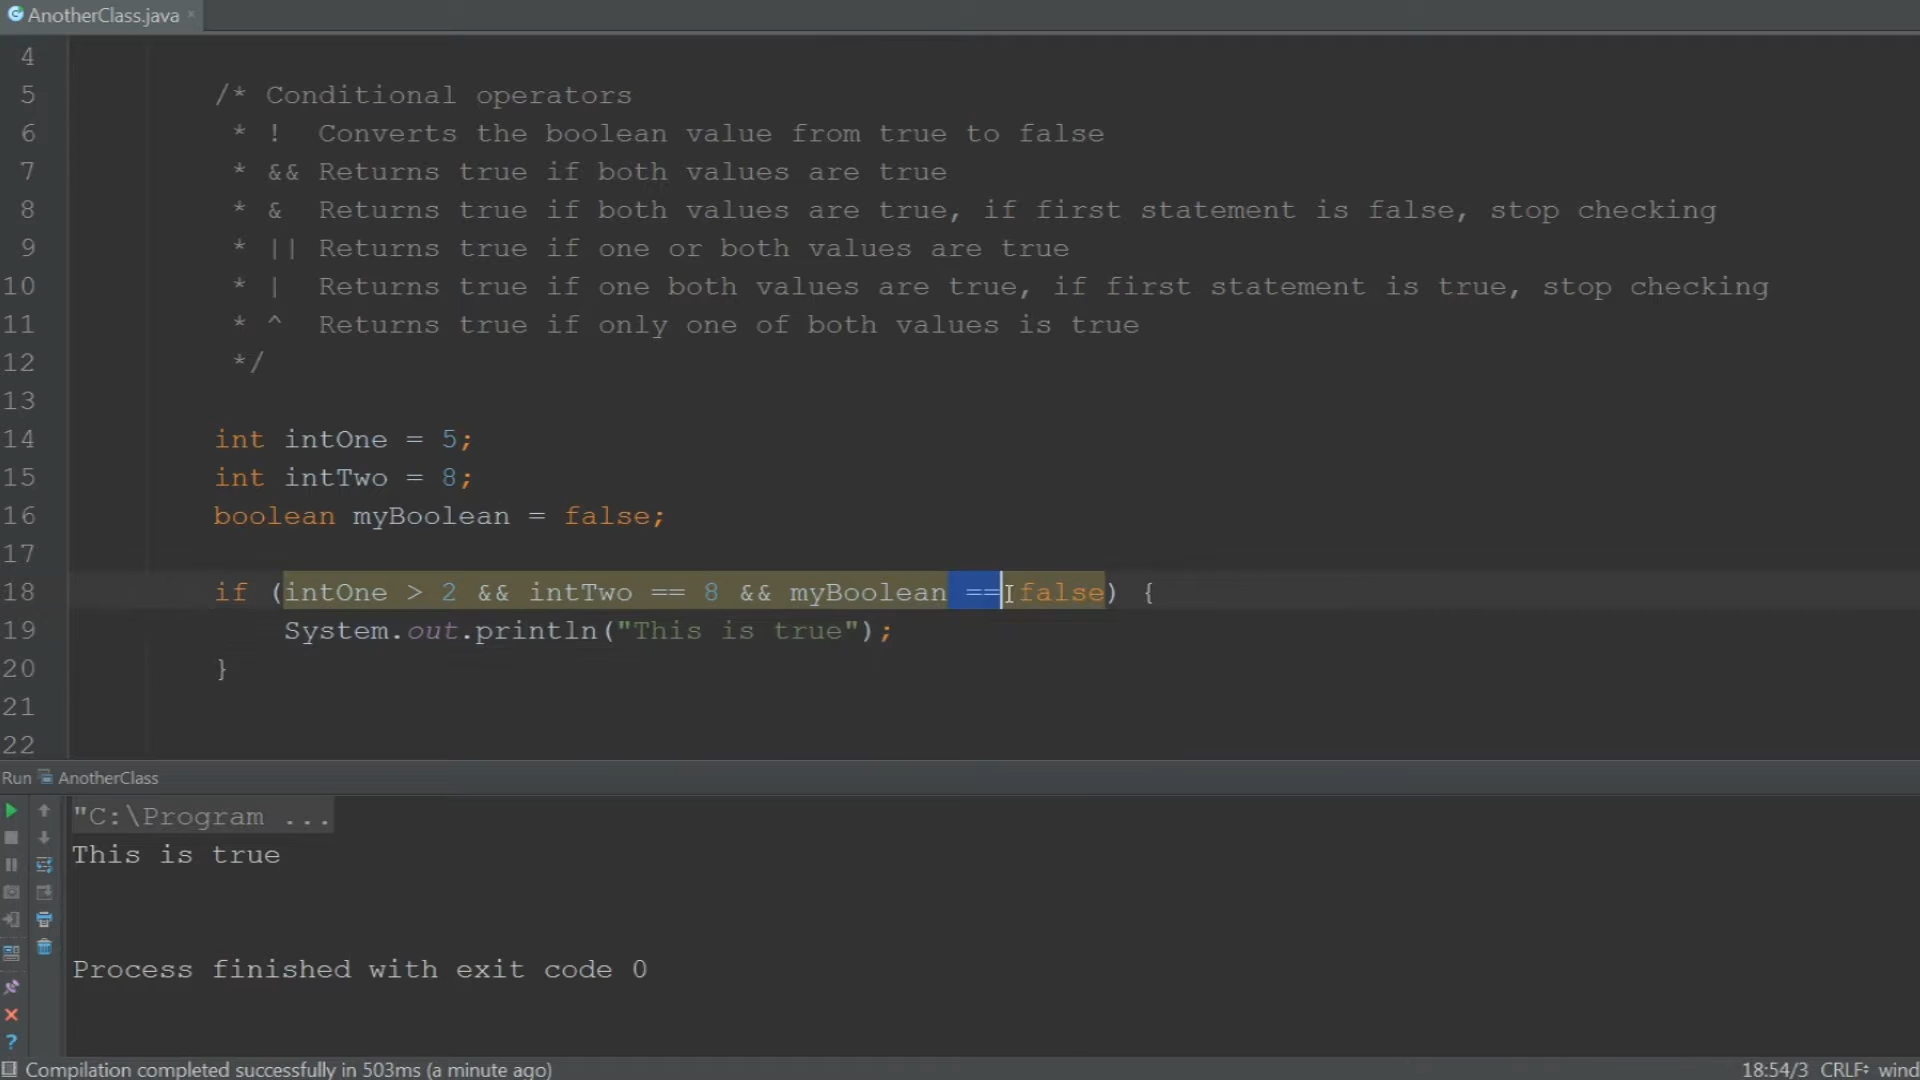 AnotherClass.java
4
5 /* Conditional operators
6 * ! Converts the boolean value from true to false
7 * && Returns true if both values are true
8 * & Returns true if both values are true, if first statement is false, stop checking
9 * || Returns true if one or both values are true
10 * | Returns true if one both values are true, if first statement is true, stop checking
11 * ^ Returns true if only one of both values is true
12 */
13
14 int intOne = 5;
15 int intTwo = 8;
16 boolean myBoolean = false;
17
18 if (intOne > 2 && intTwo == 8 && myBoolean == false) {
19 System.out.println("This is true");
20 }
21
22
Run AnotherClass
"C:\Program ...
This is true
Process finished with exit code 0
Compilation completed successfully in 503ms (a minute ago) 18:54/3 CRLF wind